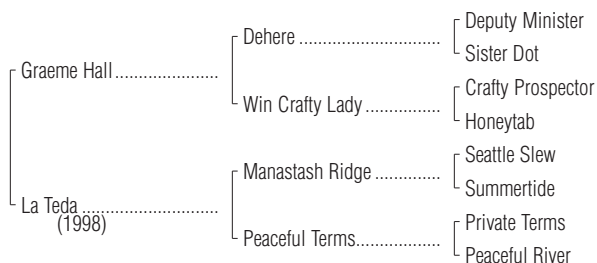 Deputy Minister
Dehere ..............................
Sister Dot
Graeme Hall......................
Crafty Prospector
Win Crafty Lady ................
Honeytab
Seattle Slew
Manastash Ridge ..............
Summertide
La Teda .............................
(1998)
Private Terms
Peaceful Terms..................
Peaceful River